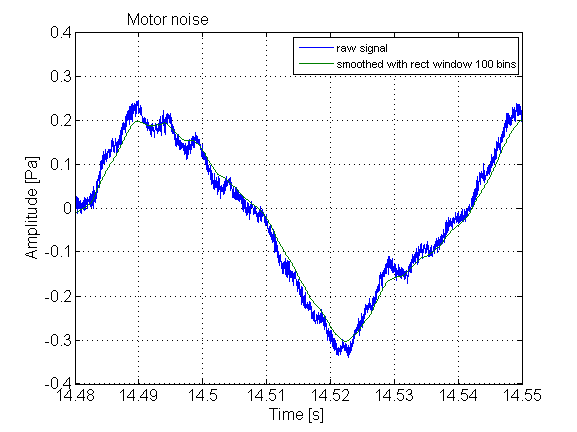 Motor noise
raw signal
smoothed with rect window 100 bins
Amplitude [Pa]
0.4
0.3
0.2
0.1
0
-0.1
-0.2
-0.3
-0.4
14.48 14.49 14.5 14.51 14.52 14.53 14.54 14.55
Time [s]